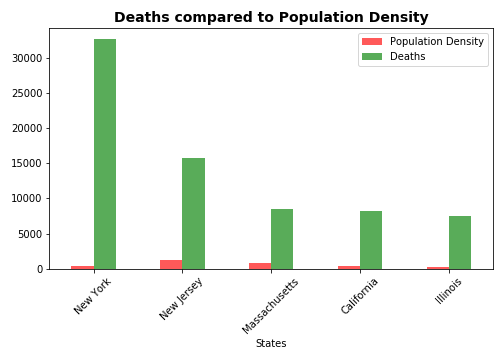 Deaths compared to Population Density
Population Density
Deaths
30000
25000
20000
15000
10000
5000
0
New York
New Jersey
Massachusetts
California
Illinois
States